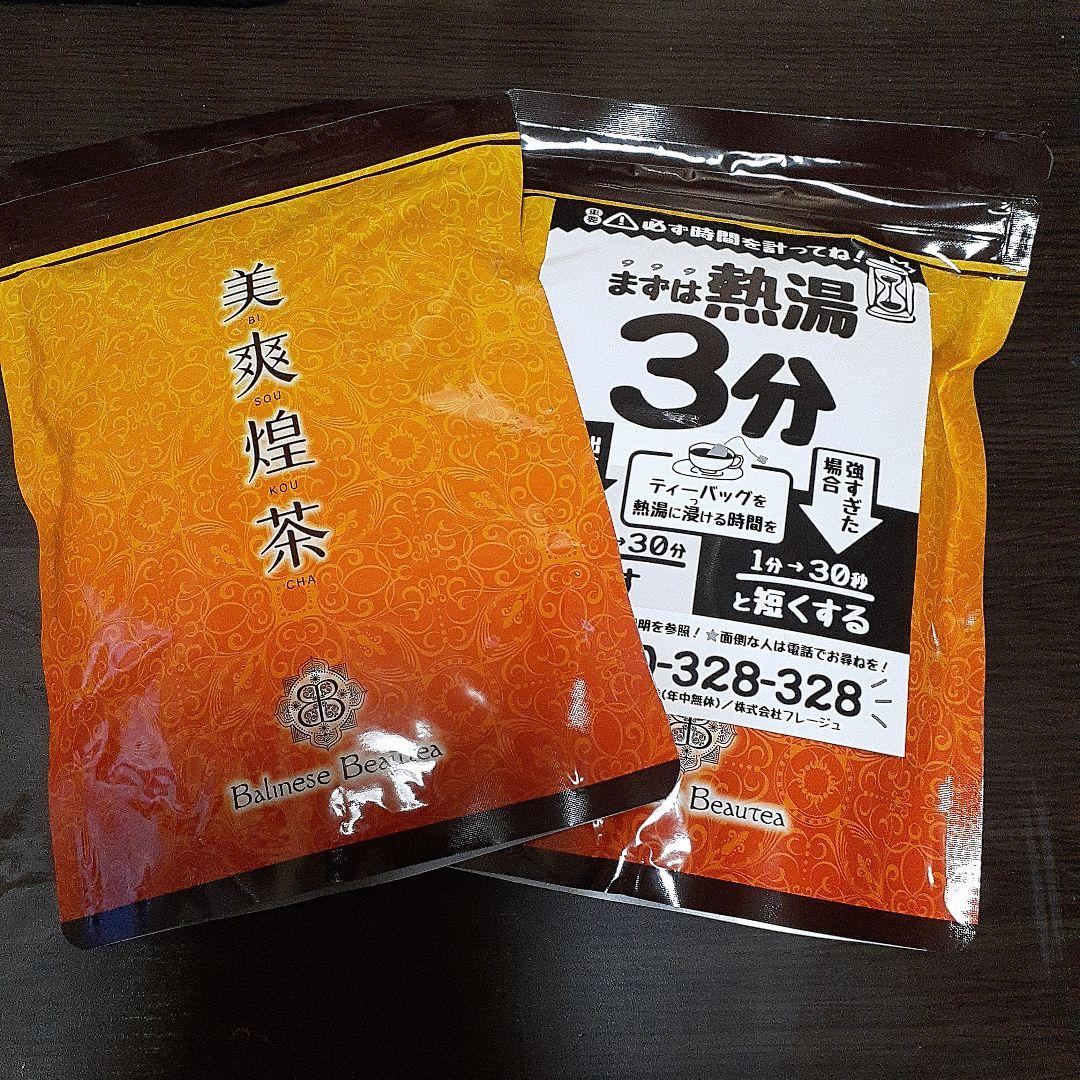 美
BI
爽
SOU
煌
KOU
茶
CHA
Balinese Beautea
重要
必ず時間を計ってね!
まずは熱湯
3分
強すぎた
場合
ティーバッグを
熱湯に浸ける時間を
→30分
1分→30秒
と短くする
明を参照!★面倒な人は電話でお尋ねを!
0-328-328
(年中無休)/株式会社フレージュ
Beautea